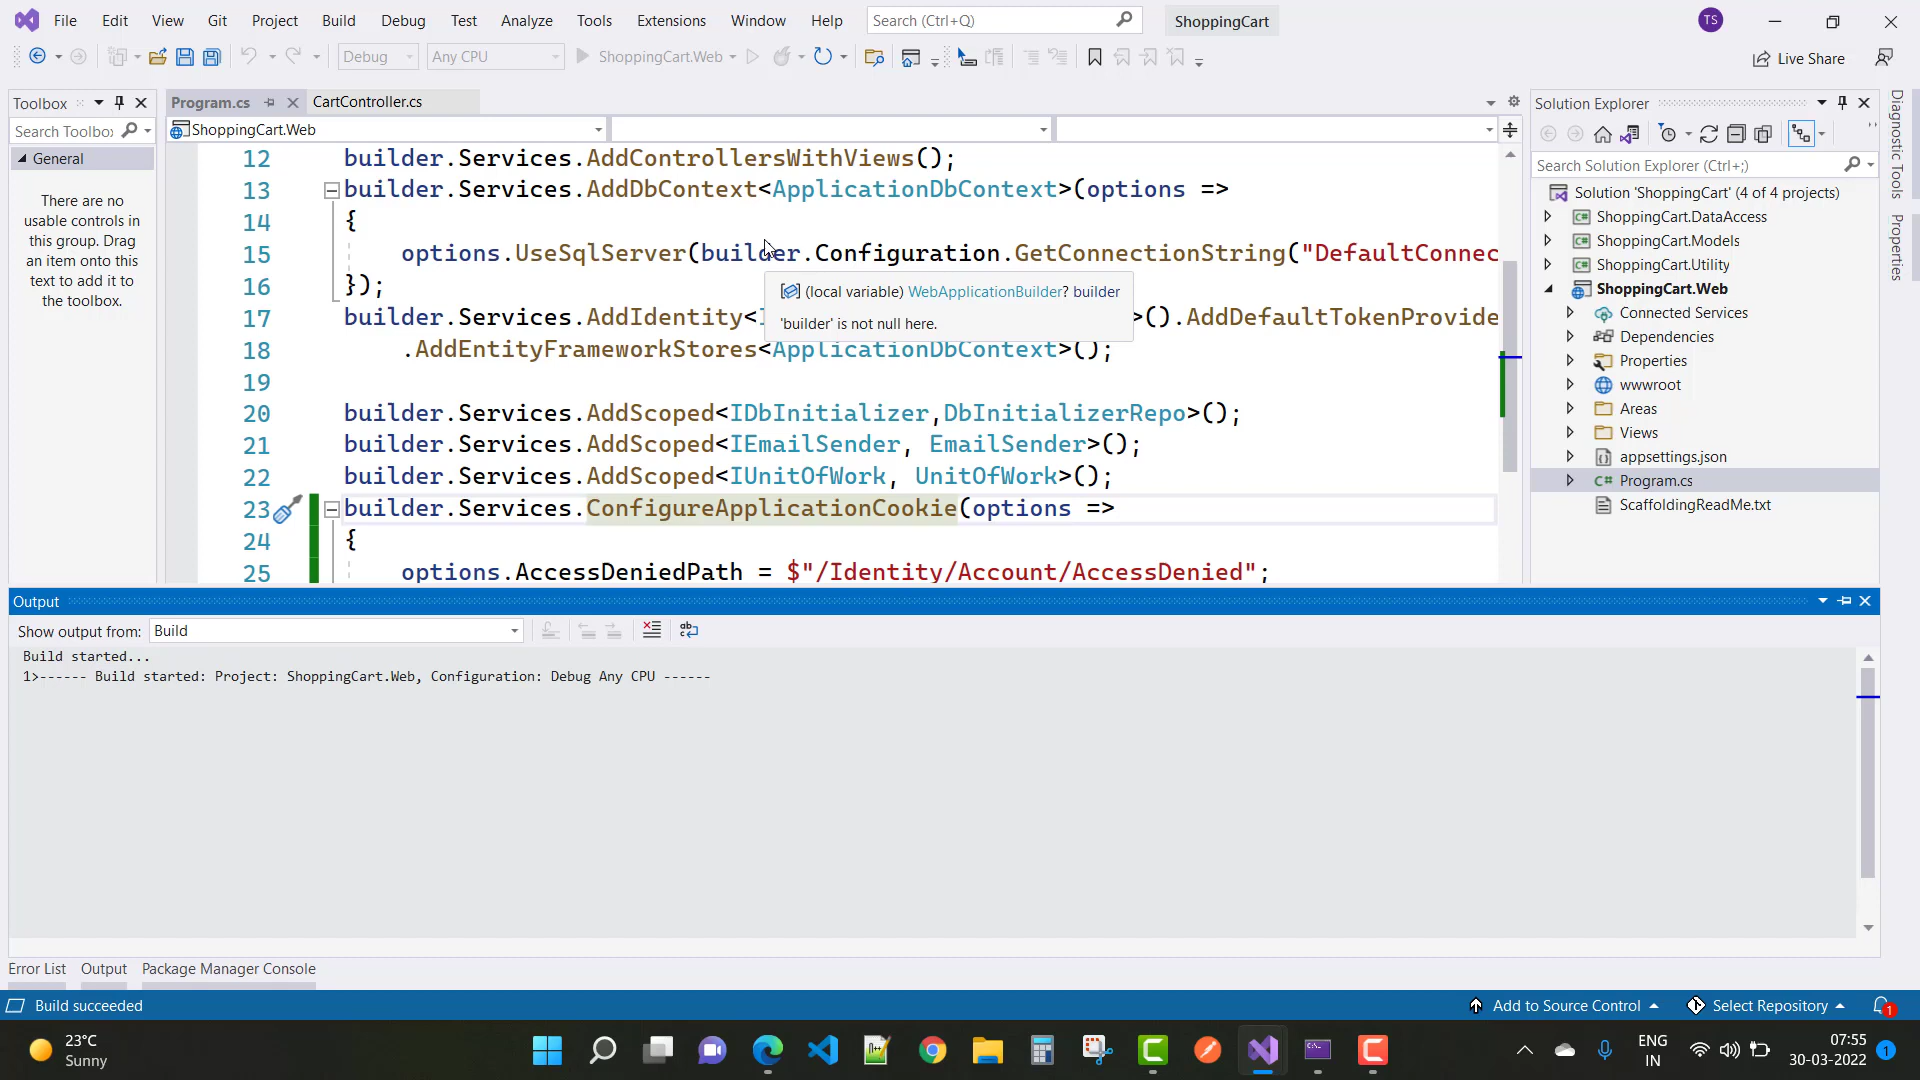 File Edit View Git Project Build Debug Test Analyze Tools Extensions Window Help Search (Ctrl+Q) ShoppingCart TS
Debug Any CPU ShoppingCart.Web Live Share
Toolbox
Search Toolbox
General
There are no
usable controls in
this group. Drag
an item onto this
text to add it to
the toolbox.
Program.cs CartController.cs
ShoppingCart.Web
12 builder.Services.AddControllersWithViews();
13 builder.Services.AddDbContext<ApplicationDbContext>(options =>
14 {
15 options.UseSqlServer(builder.Configuration.GetConnectionString("DefaultConnec
16 });
(local variable) WebApplicationBuilder? builder
'builder' is not null here.
17 builder.Services.AddIdentity< >().AddDefaultTokenProvide
18 .AddEntityFrameworkStores<ApplicationDbContext>();
19
20 builder.Services.AddScoped<IDbInitializer,DbInitializerRepo>();
21 builder.Services.AddScoped<IEmailSender, EmailSender>();
22 builder.Services.AddScoped<IUnitOfWork, UnitOfWork>();
23 builder.Services.ConfigureApplicationCookie(options =>
24 {
25 options.AccessDeniedPath = $"/Identity/Account/AccessDenied";
Solution Explorer
Search Solution Explorer (Ctrl+;)
Solution 'ShoppingCart' (4 of 4 projects)
C# ShoppingCart.DataAccess
C# ShoppingCart.Models
C# ShoppingCart.Utility
ShoppingCart.Web
Connected Services
Dependencies
Properties
wwwroot
Areas
Views
appsettings.json
C# Program.cs
ScaffoldingReadMe.txt
Diagnostic Tools
Properties
Output
Show output from: Build
Build started...
1>------ Build started: Project: ShoppingCart.Web, Configuration: Debug Any CPU ------
Error List Output Package Manager Console
Build succeeded Add to Source Control Select Repository 1
23°C
Sunny
ENG
IN
07:55
30-03-2022 1